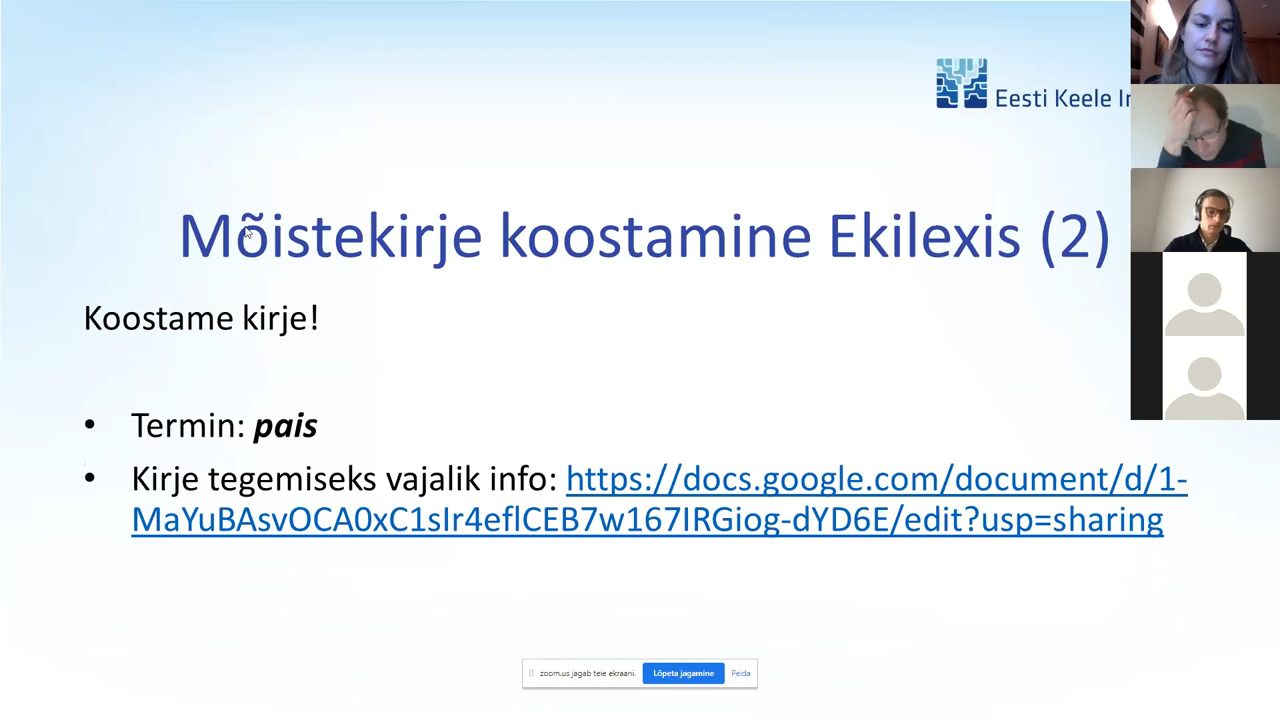 Eesti Keele
Mõistekirje koostamine Ekilexis (2)
Koostame kirje!
• Termin: pais
• Kirje tegemiseks vajalik info: https://docs.google.com/document/d/1-
MaYuBAsvOCA0xC1sIr4eflCEB7w167IRGiog-dYD6E/edit?usp=sharing
zoom.us jagab teie ekraani. Lõpeta jagamine Peida